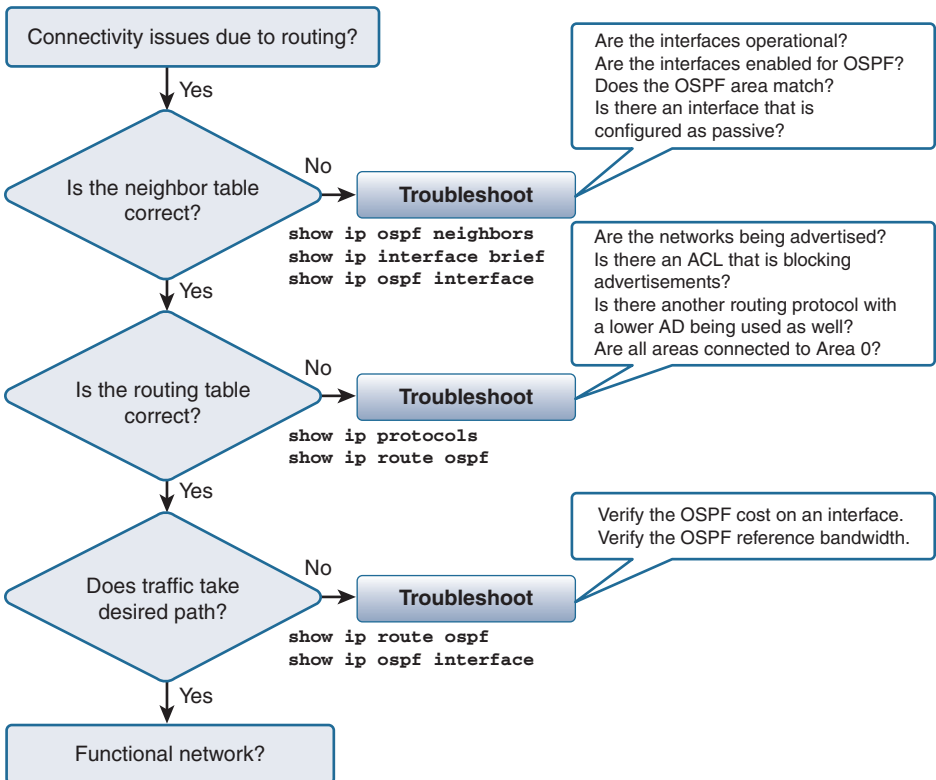 Connectivity issues due to routing?
Yes
Are the interfaces operational?
Are the interfaces enabled for OSPF?
Does the OSPF area match?
Is there an interface that is
configured as passive?
Is the neighbor table
correct?
No
Troubleshoot
show ip ospf neighbors
show ip interface brief
show ip ospf interface
Yes
Are the networks being advertised?
Is there an ACL that is blocking
advertisements?
Is there another routing protocol with
a lower AD being used as well?
Are all areas connected to Area 0?
Is the routing table
correct?
No
Troubleshoot
show ip protocols
show ip route ospf
Yes
Verify the OSPF cost on an interface.
Verify the OSPF reference bandwidth.
Does traffic take
desired path?
No
Troubleshoot
show ip route ospf
show ip ospf interface
Yes
Functional network?